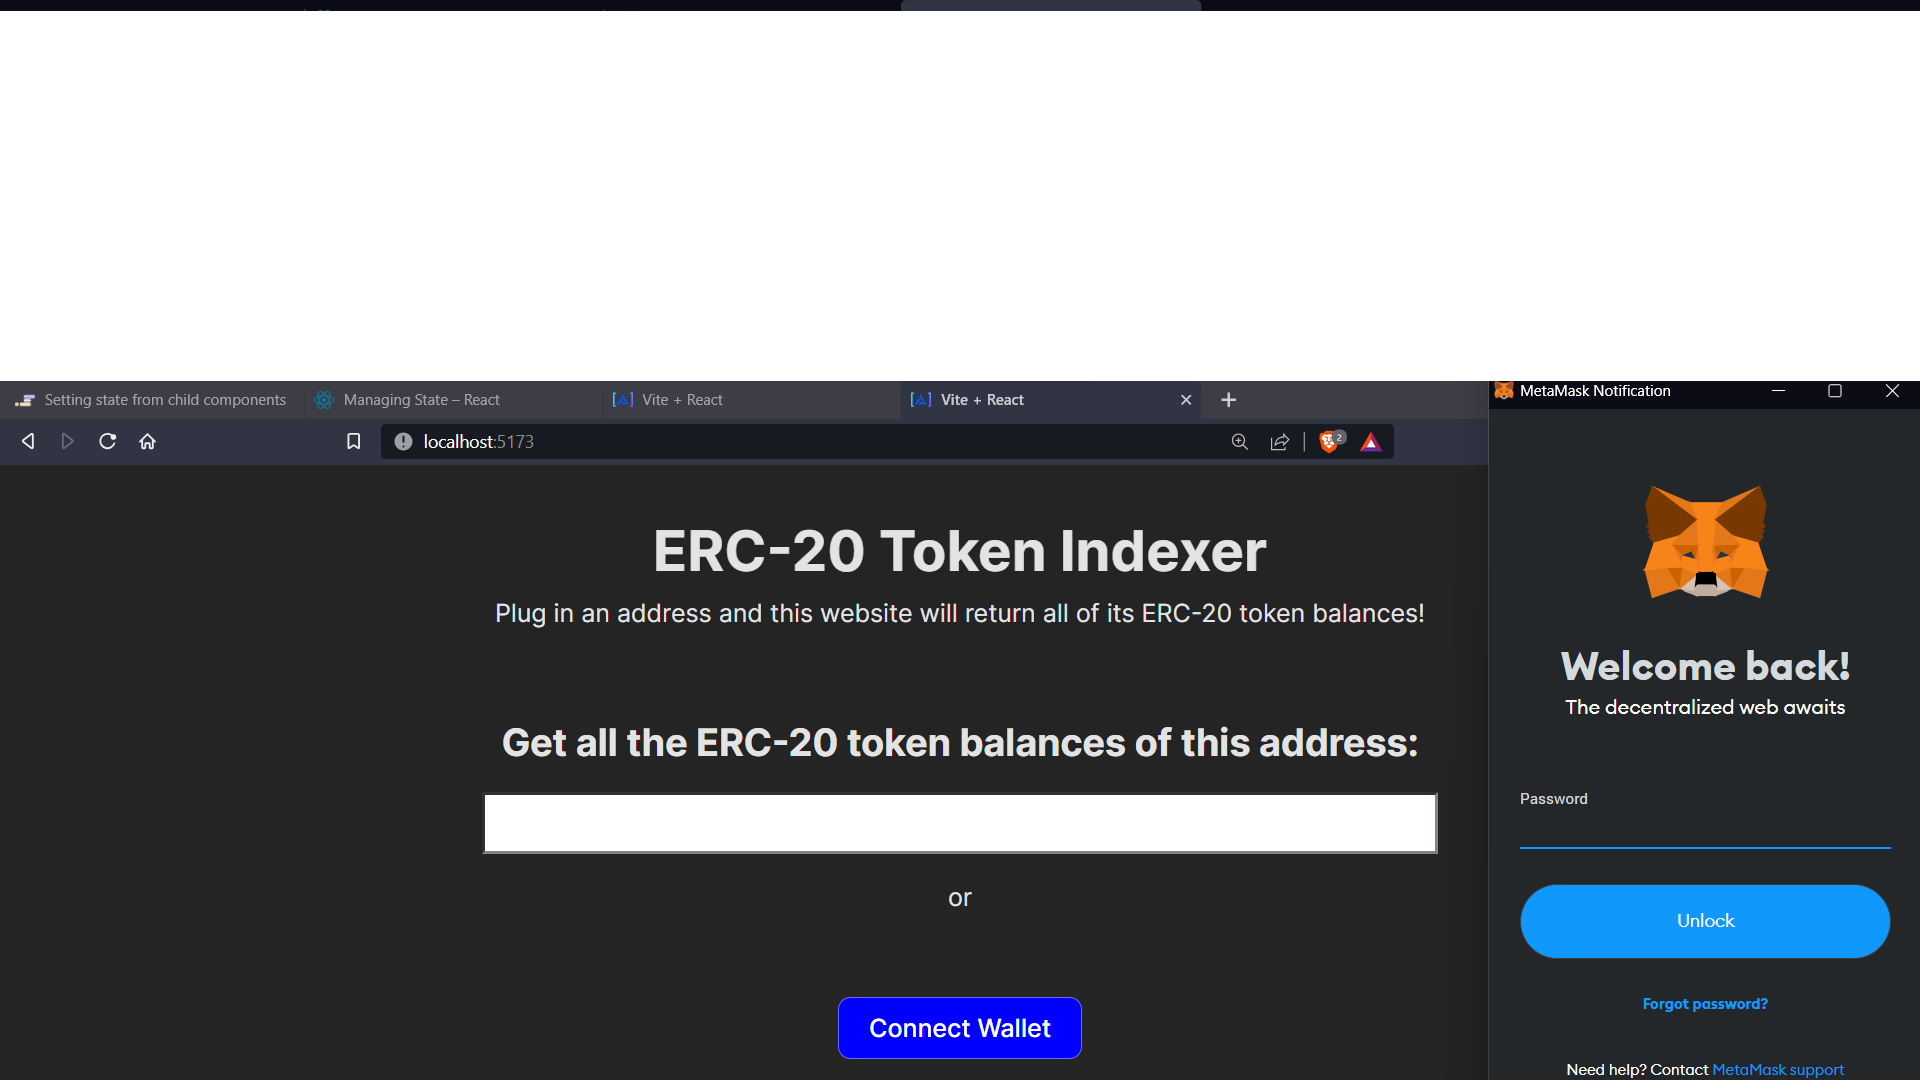 Setting state from child components
Managing State – React
Vite + React
Vite + React
MetaMask Notification
localhost:5173
2
ERC-20 Token Indexer
Plug in an address and this website will return all of its ERC-20 token balances!
Get all the ERC-20 token balances of this address:
or
Connect Wallet
Welcome back!
The decentralized web awaits
Password
Unlock
Forgot password?
Need help? Contact MetaMask support